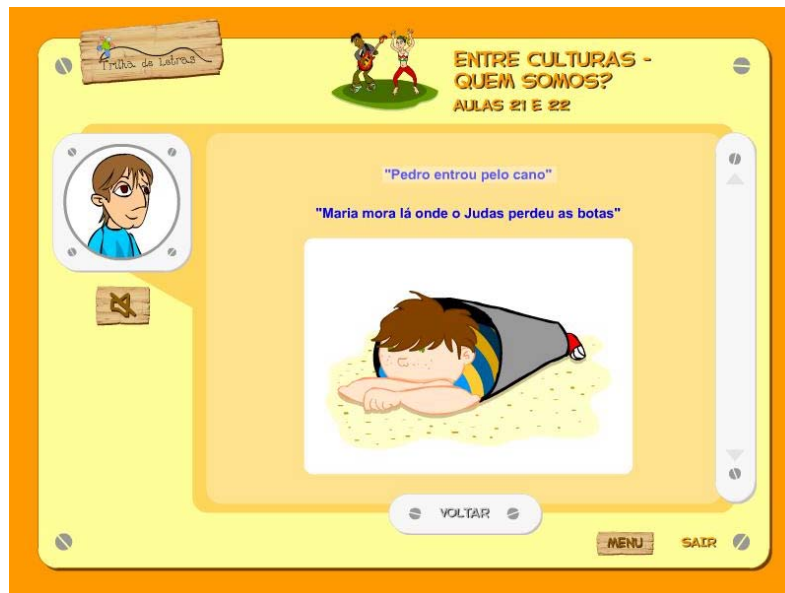 Trilha de Letras
ENTRE CULTURAS -
QUEM SOMOS?
AULAS 21 E 22
"Pedro entrou pelo cano"
"Maria mora lá onde o Judas perdeu as botas"
VOLTAR
MENU
SAIR